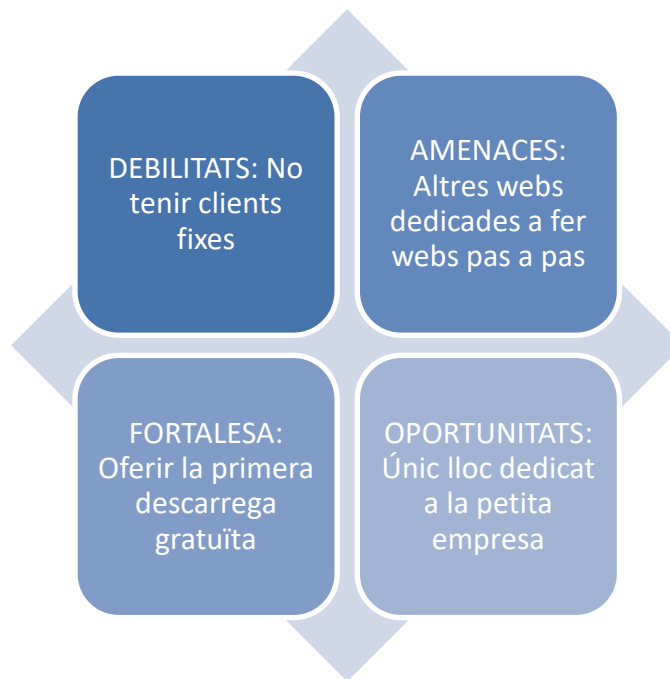 DEBILITATS: No
tenir clients
fixes
AMENACES:
Altres webs
dedicades a fer
webs pas a pas
FORTALESA:
Oferir la primera
descarrega
gratuïta
OPORTUNITATS:
Únic lloc dedicat
a la petita
empresa